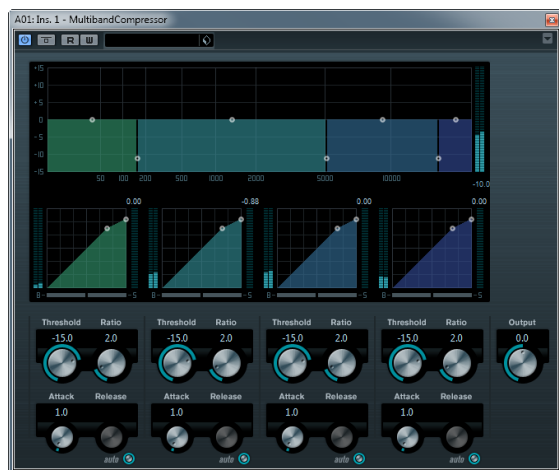 A01: Ins. 1 - MultibandCompressor
R W
+15
+10
+5
0
-5
-10
-15
50 100 200 500 1000 2000 5000 10000
-10.0
0.00 -0.88 0.00 0.00
B - - S B - - S B - - S B - - S
Threshold Ratio Threshold Ratio Threshold Ratio Threshold Ratio Output
-15.0 2.0 -15.0 2.0 -15.0 2.0 -15.0 2.0 0.0
Attack Release Attack Release Attack Release Attack Release
1.0 1.0 1.0 1.0
auto auto auto auto